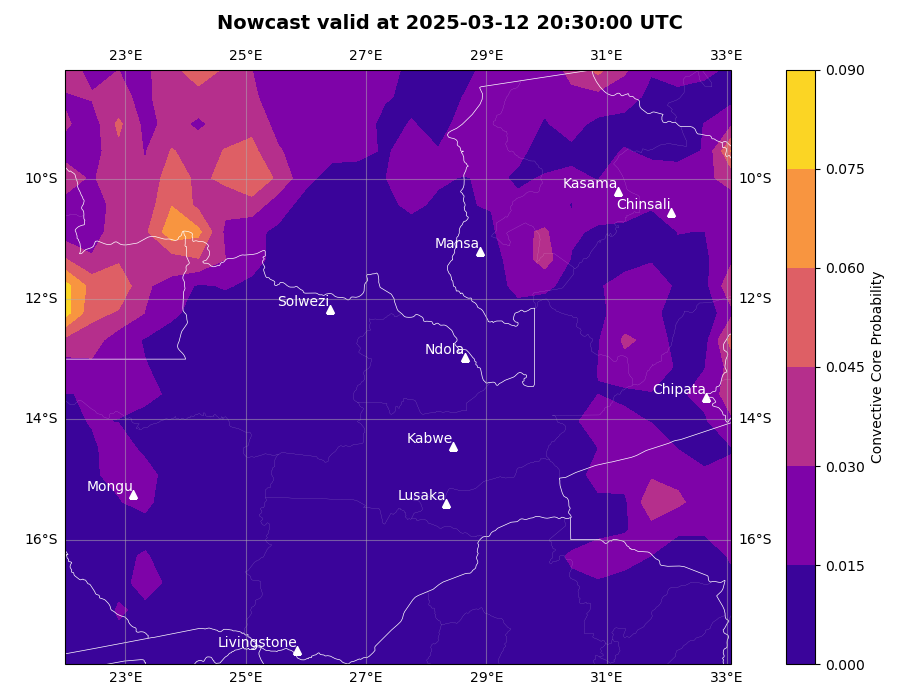 Nowcast valid at 2025-03-12 20:30:00 UTC
23°E 25°E 27°E 29°E 31°E 33°E
0.090
0.075
10°S Kasama 10°S
Chinsali
Mansa
0.060
12°S Solwezi 12°S
Ndola
0.045
Chipata
14°S 14°S
Kabwe
0.030
Mongu Lusaka
16°S 16°S
0.015
Livingstone
0.000
23°E 25°E 27°E 29°E 31°E 33°E
Convective Core Probability